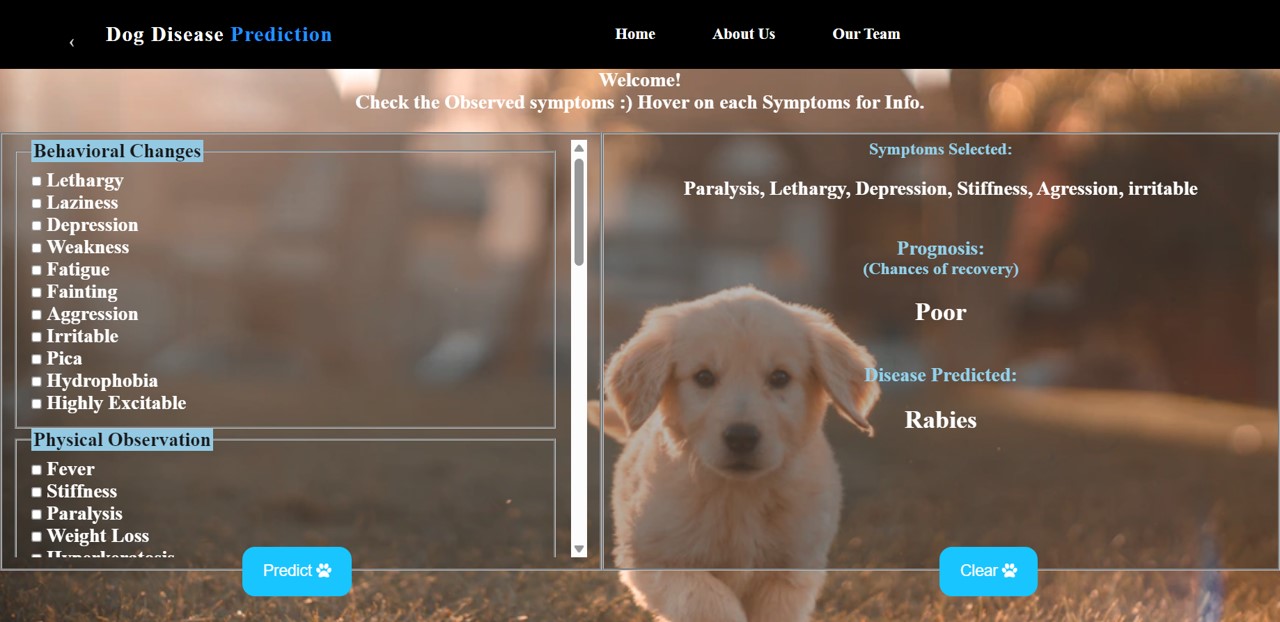 ‹ Dog Disease Prediction Home About Us Our Team
Welcome!
Check the Observed symptoms :) Hover on each Symptoms for Info.
Behavioral Changes
Lethargy
Laziness
Depression
Weakness
Fatigue
Fainting
Aggression
Irritable
Pica
Hydrophobia
Highly Excitable
Physical Observation
Fever
Stiffness
Paralysis
Weight Loss
Hyperkeratosis
Predict
Symptoms Selected:
Paralysis, Lethargy, Depression, Stiffness, Agression, irritable
Prognosis:
(Chances of recovery)
Poor
Disease Predicted:
Rabies
Clear